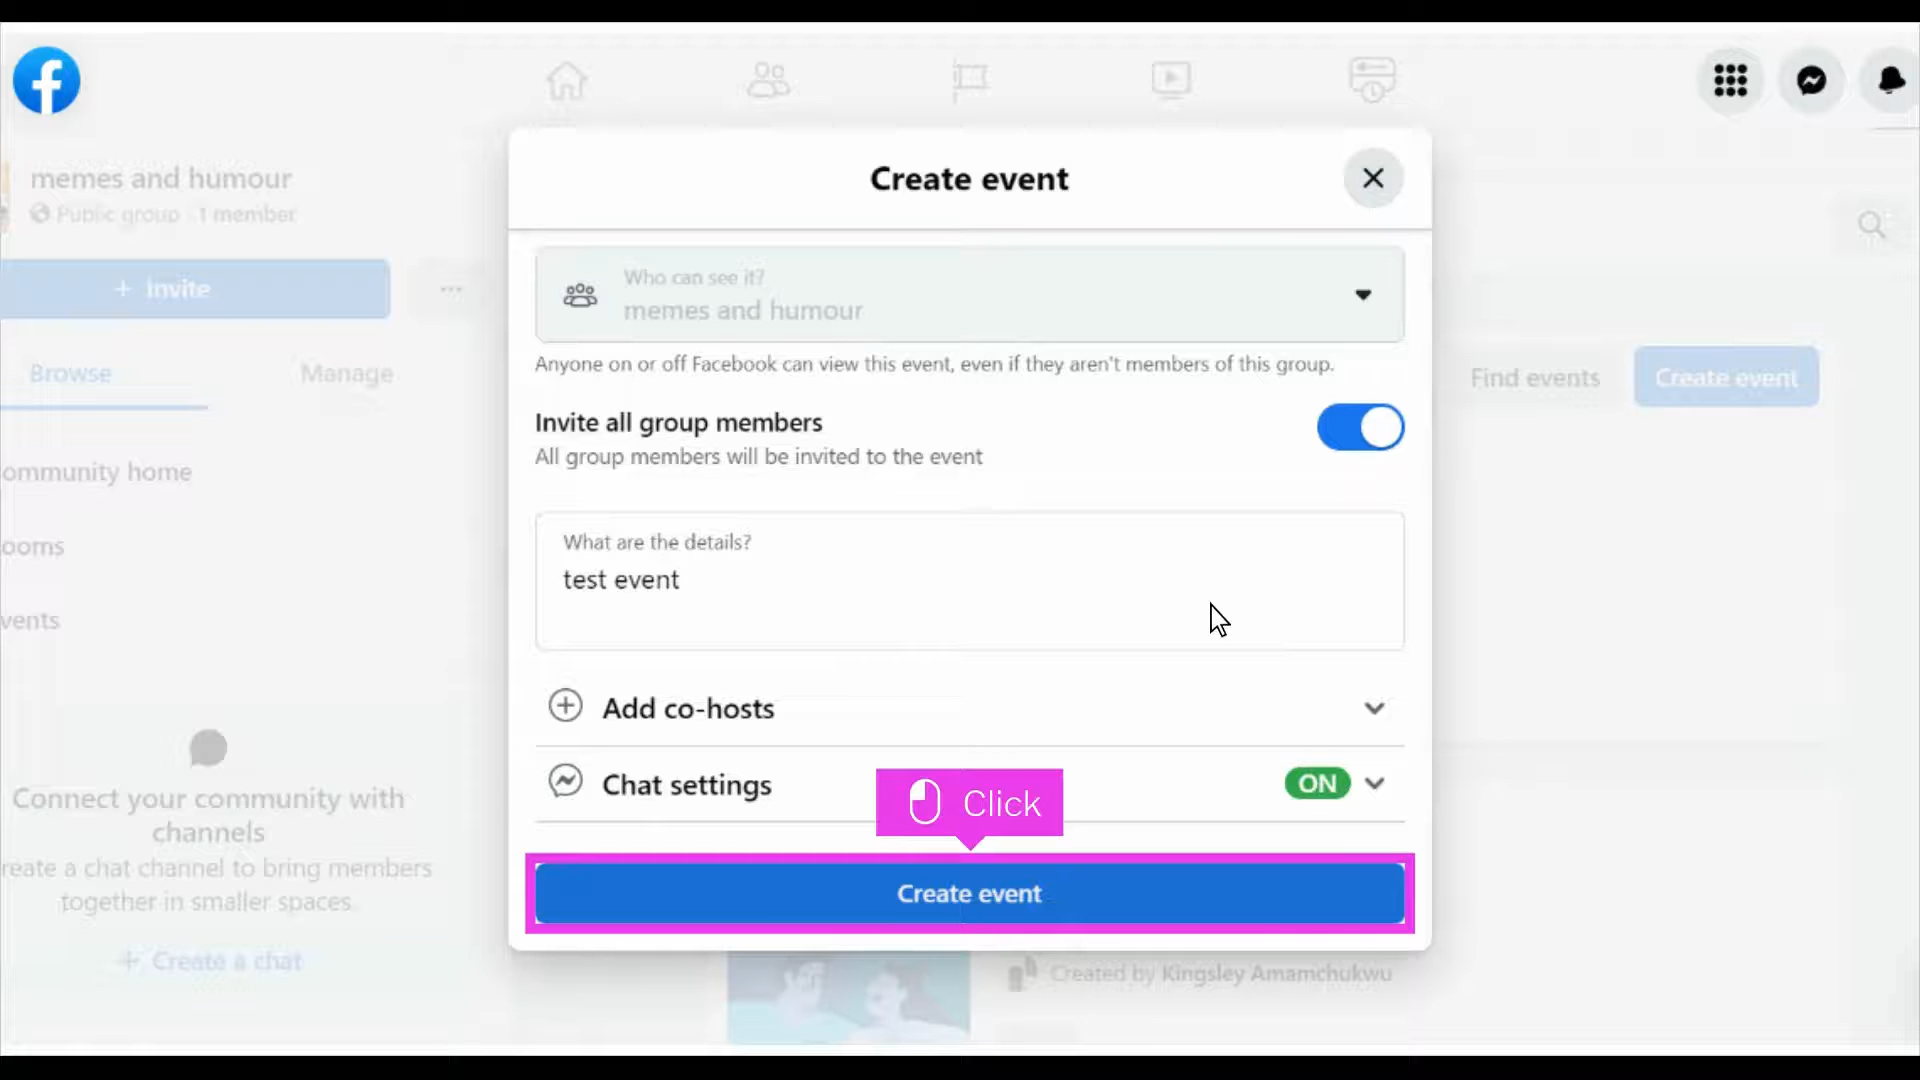 memes and humour
Public group · 1 member
+ Invite
Browse
Manage
ommunity home
ooms
vents
Connect your community with
channels
reate a chat channel to bring members
together in smaller spaces.
+ Create a chat
Create event
Who can see it?
memes and humour
Anyone on or off Facebook can view this event, even if they aren't members of this group.
Invite all group members
All group members will be invited to the event
What are the details?
test event
Add co-hosts
Chat settings
ON
Click
Create event
Find events
Create event
Created by Kingsley Amamchukwu